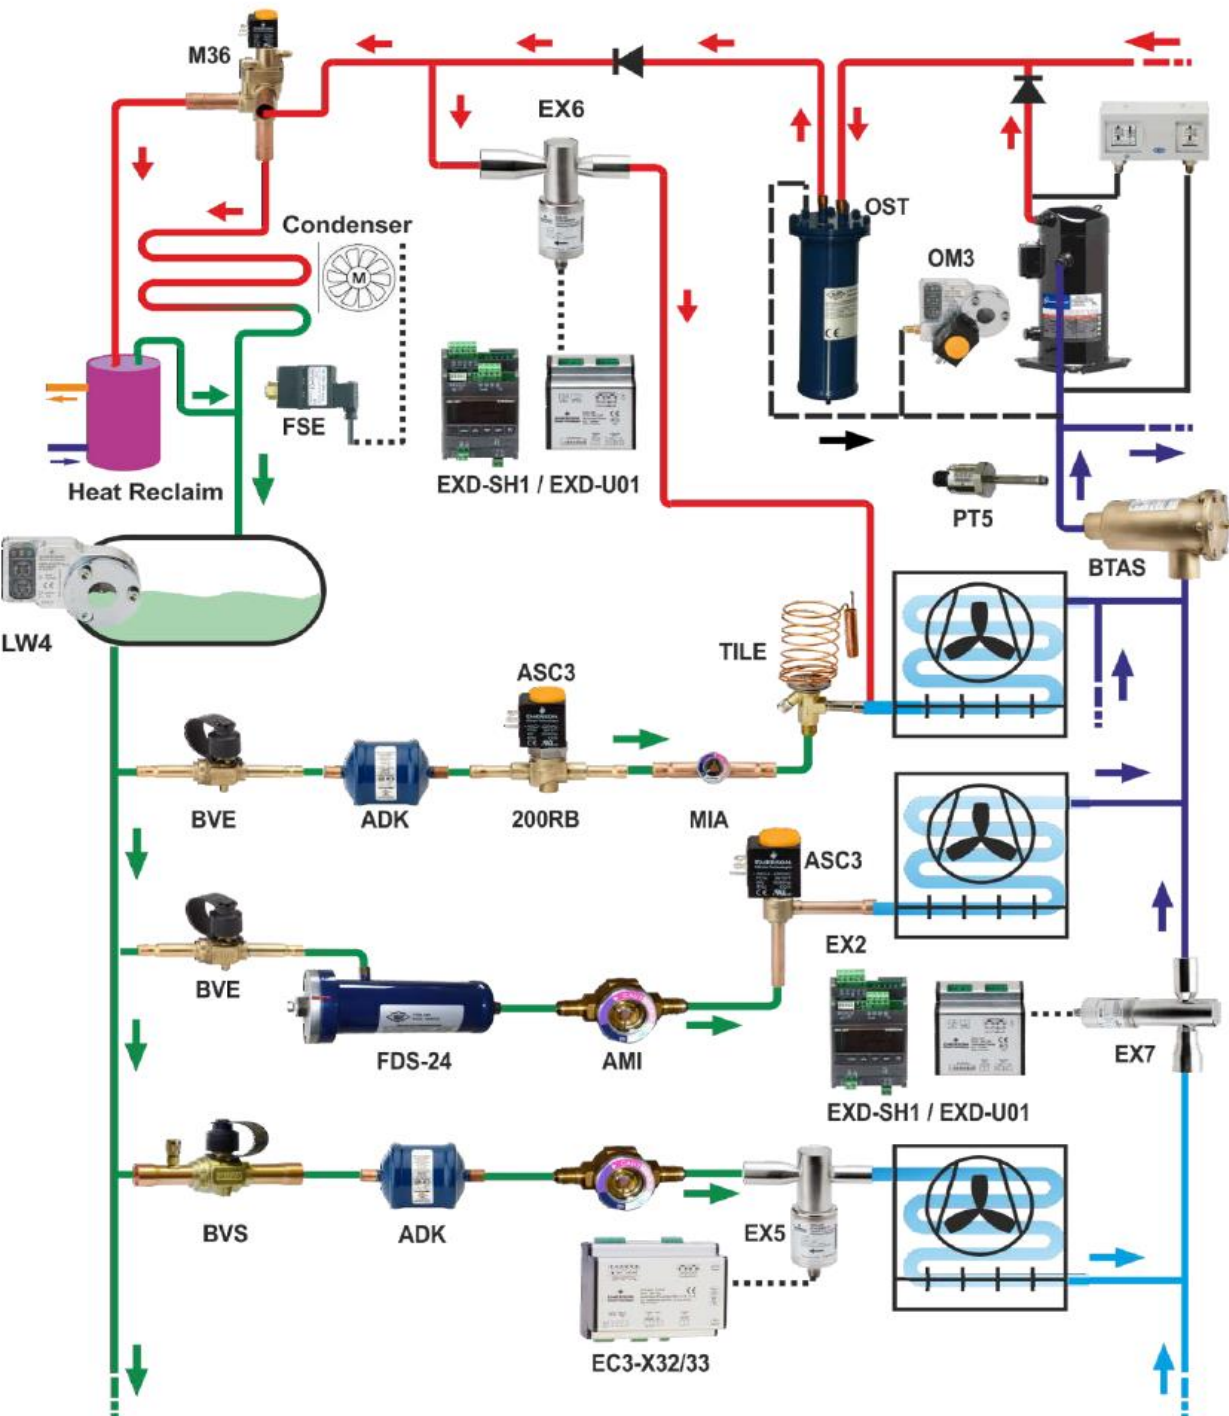 M36
EX6
Condenser
M
OST
OM3
FSE
EXD-SH1 / EXD-U01
Heat Reclaim
PT5
BTAS
LW4
TILE
ASC3
BVE
ADK
200RB
MIA
ASC3
EX2
BVE
FDS-24
AMI
EX7
EXD-SH1 / EXD-U01
BVS
ADK
EX5
EC3-X32/33